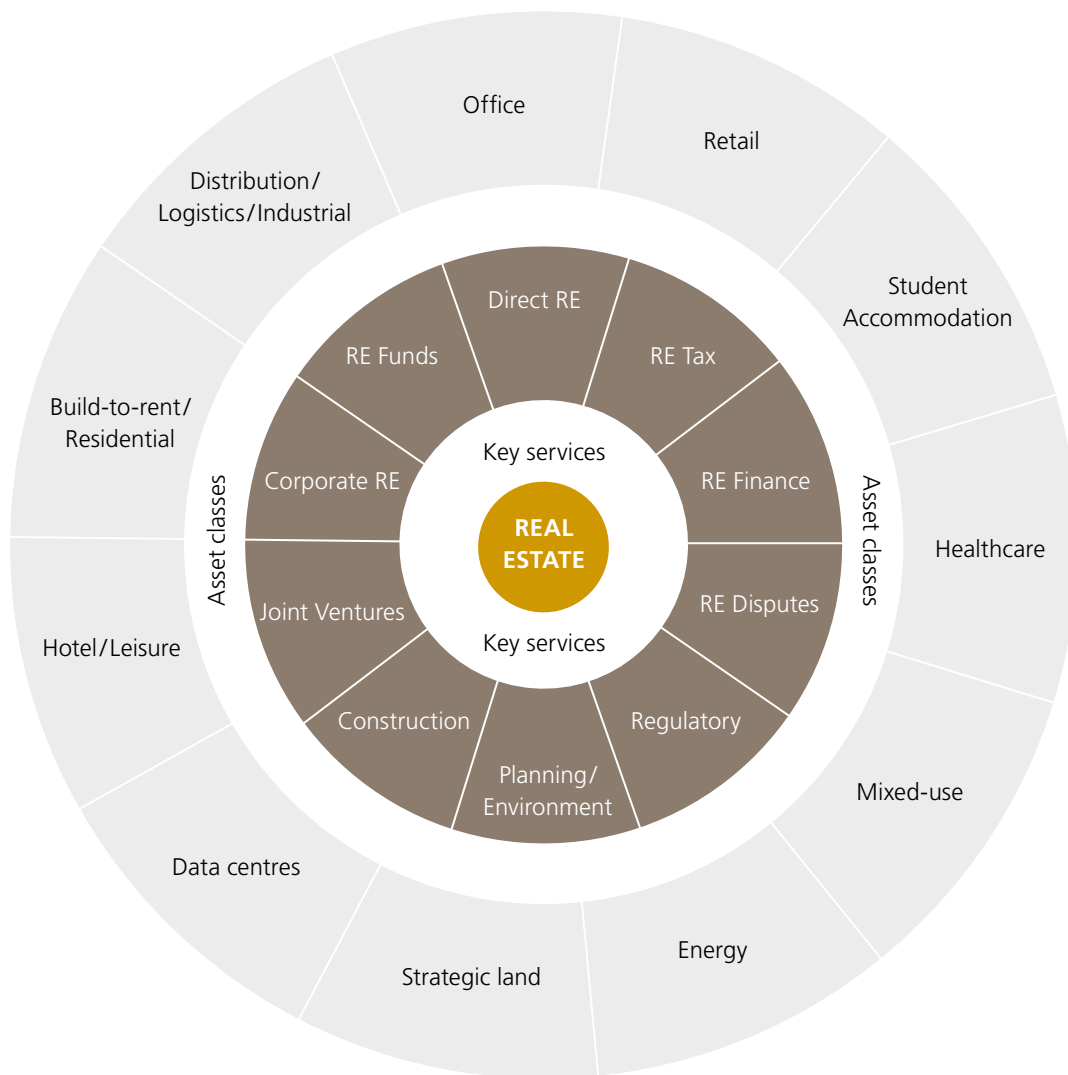 Office
Retail
Distribution/
Logistics/Industrial
Student
Accommodation
Direct RE
RE Funds
RE Tax
Build-to-rent/
Residential
Key services
Corporate RE
RE Finance
Asset classes
Asset classes
REAL
ESTATE
Healthcare
Joint Ventures
RE Disputes
Hotel/Leisure
Key services
Construction
Regulatory
Planning/
Environment
Mixed-use
Data centres
Energy
Strategic land